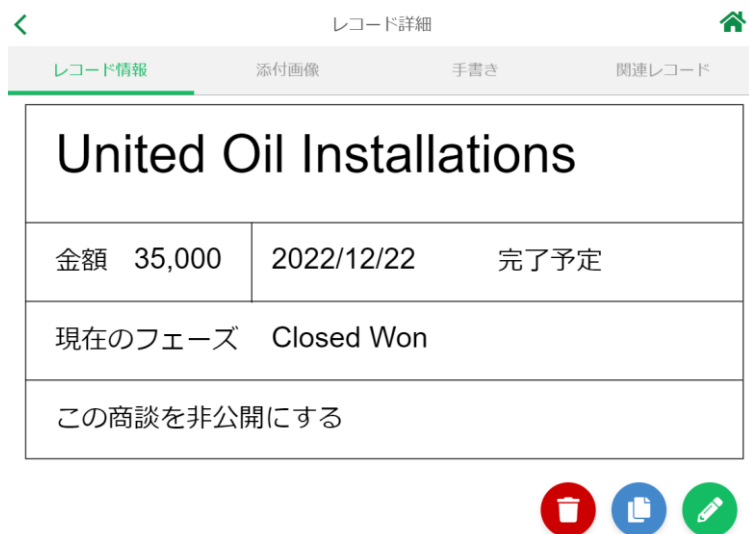 レコード詳細
レコード情報 添付画像 手書き 関連レコード
United Oil Installations
金額 35,000 2022/12/22 完了予定
現在のフェーズ Closed Won
この商談を非公開にする